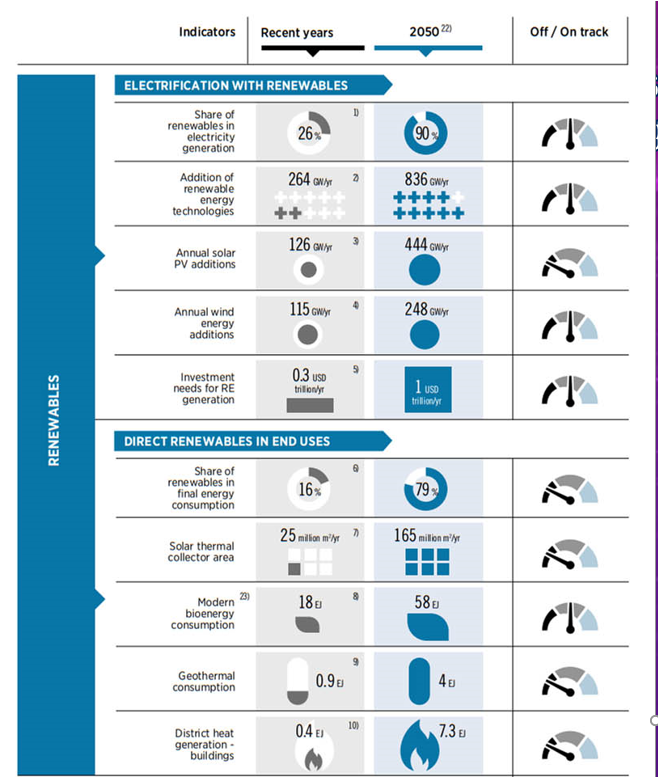 Indicators
Recent years
2050 22)
Off / On track
RENEWABLES
ELECTRIFICATION WITH RENEWABLES
Share of
renewables in
electricity
generation
26%
1)
90%
Addition of
renewable
energy
technologies
264 GW/yr
2)
836 GW/yr
Annual solar
PV additions
126 GW/yr
3)
444 GW/yr
Annual wind
energy
additions
115 GW/yr
4)
248 GW/yr
Investment
needs for RE
generation
0.3 USD
trillion/yr
5)
1 USD
trillion/yr
DIRECT RENEWABLES IN END USES
Share of
renewables in
final energy
consumption
16%
6)
79%
Solar thermal
collector area
25 million m²/yr
7)
165 million m²/yr
Modern 23)
bioenergy
consumption
18 EJ
8)
58 EJ
Geothermal
consumption
0.9 EJ
9)
4 EJ
District heat
generation -
buildings
0.4 EJ
10)
7.3 EJ